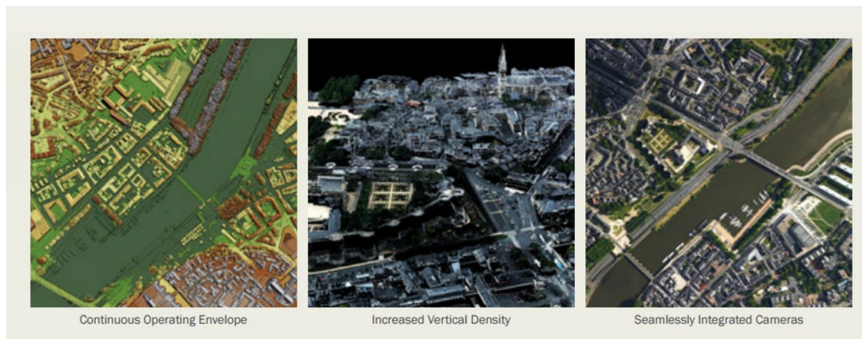 Continuous Operating Envelope
Increased Vertical Density
Seamlessly Integrated Cameras